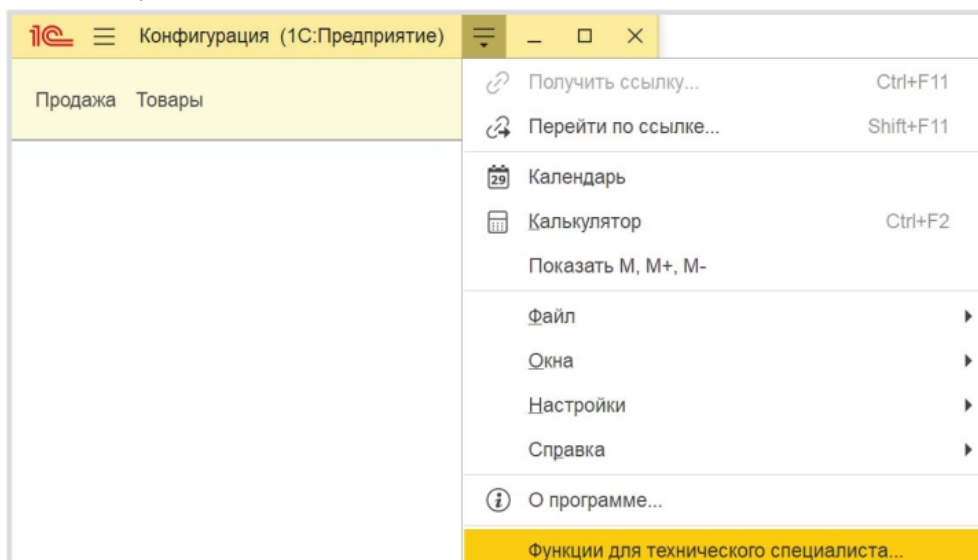 1С Конфигурация (1С:Предприятие)
Продажа Товары
Получить ссылку... Ctrl+F11
Перейти по ссылке... Shift+F11
29 Календарь
Калькулятор Ctrl+F2
Показать M, M+, M-
Файл
Окна
Настройки
Справка
О программе...
Функции для технического специалиста...